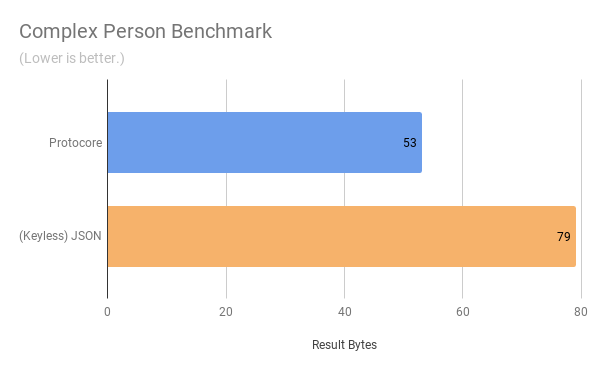 Complex Person Benchmark
(Lower is better.)
Protocore
53
(Keyless) JSON
79
0 20 40 60 80
Result Bytes